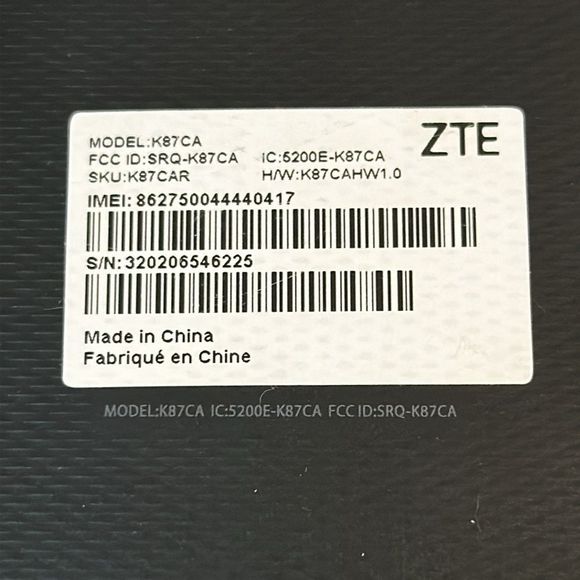 ZTE
MODEL:K87CA
FCC ID:SRQ-K87CA IC:5200E-K87CA
SKU:K87CAR H/W:K87CAHW1.0
IMEI: 862750044440417
S/N: 320206546225
Made in China
Fabriqué en Chine
MODEL:K87CA IC:5200E-K87CA FCC ID:SRQ-K87CA